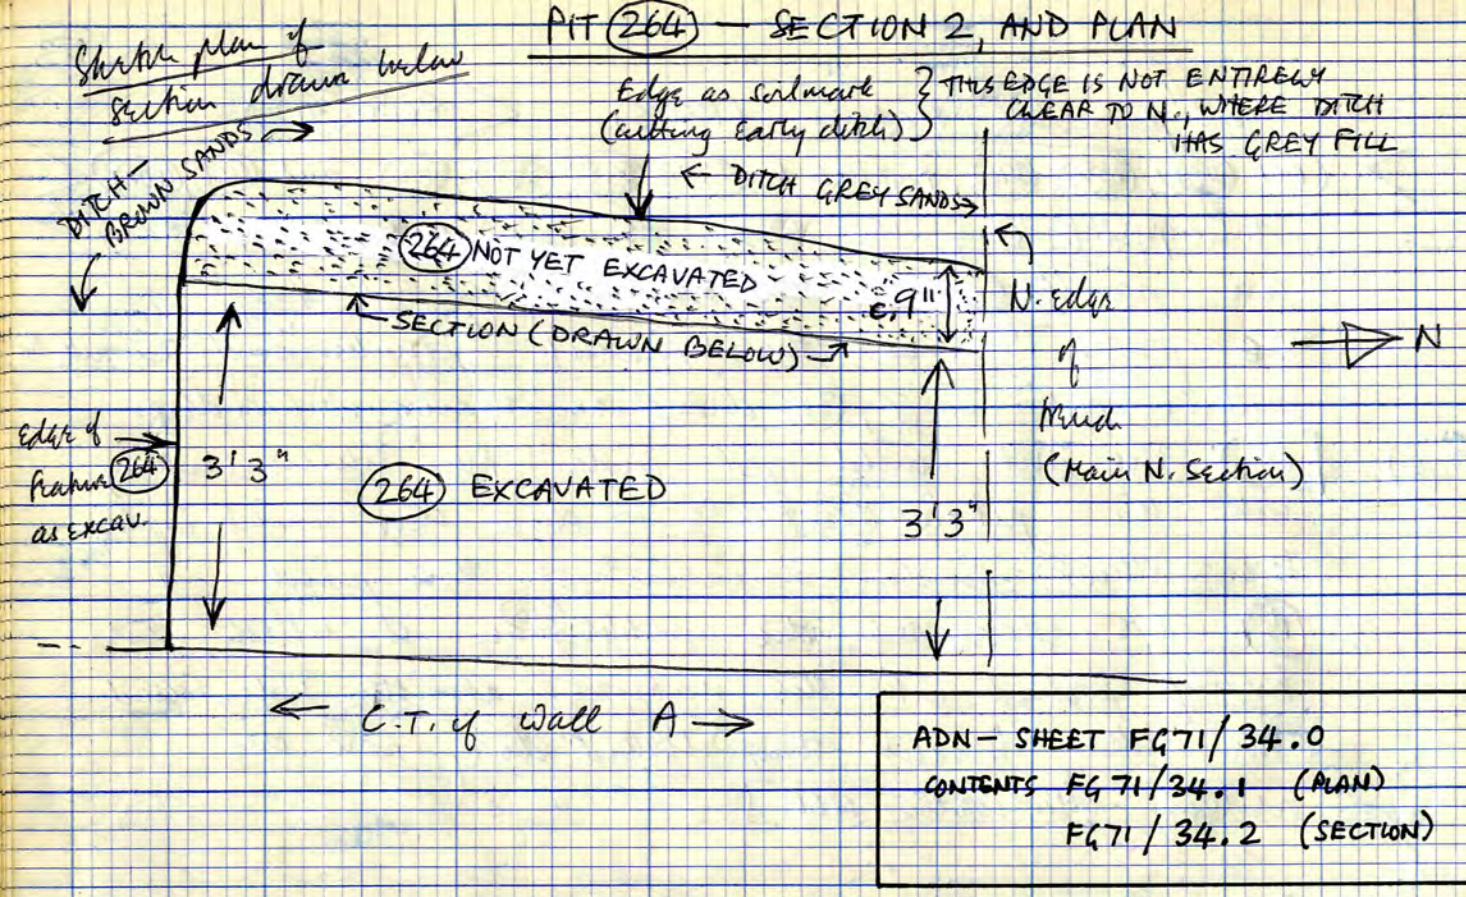 PIT (264) — SECTION 2, AND PLAN
Sketch plan of
section drawn below
Edge as soilmark
(cutting early ditch)
THIS EDGE IS NOT ENTIRELY
CLEAR TO N., WHERE DITCH
HAS GREY FILL
DITCH —
BROWN SANDS →
← DITCH GREY SANDS →
(264) NOT YET EXCAVATED
c.9"
SECTION (DRAWN BELOW)
N. edge
of
trench
(Main N. Section)
N
Edge of
feature (264)
as excav.
3' 3"
(264) EXCAVATED
3' 3"
← C.T. of Wall A →
ADN — SHEET FG71/34.0
CONTENTS FG71/34.1 (PLAN)
FG71/34.2 (SECTION)